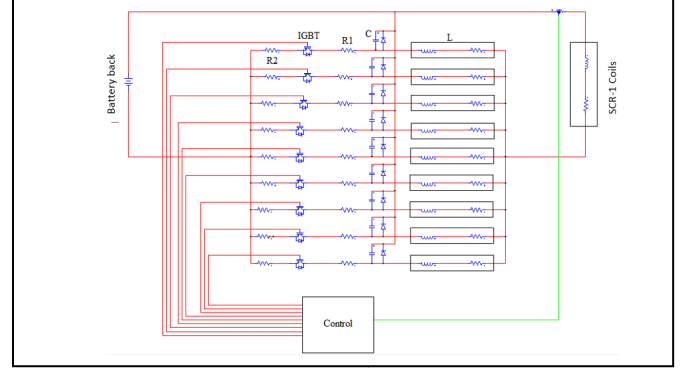 IGBT
R1
C
L
R2
Battery back
SCR-1 Coils
Control